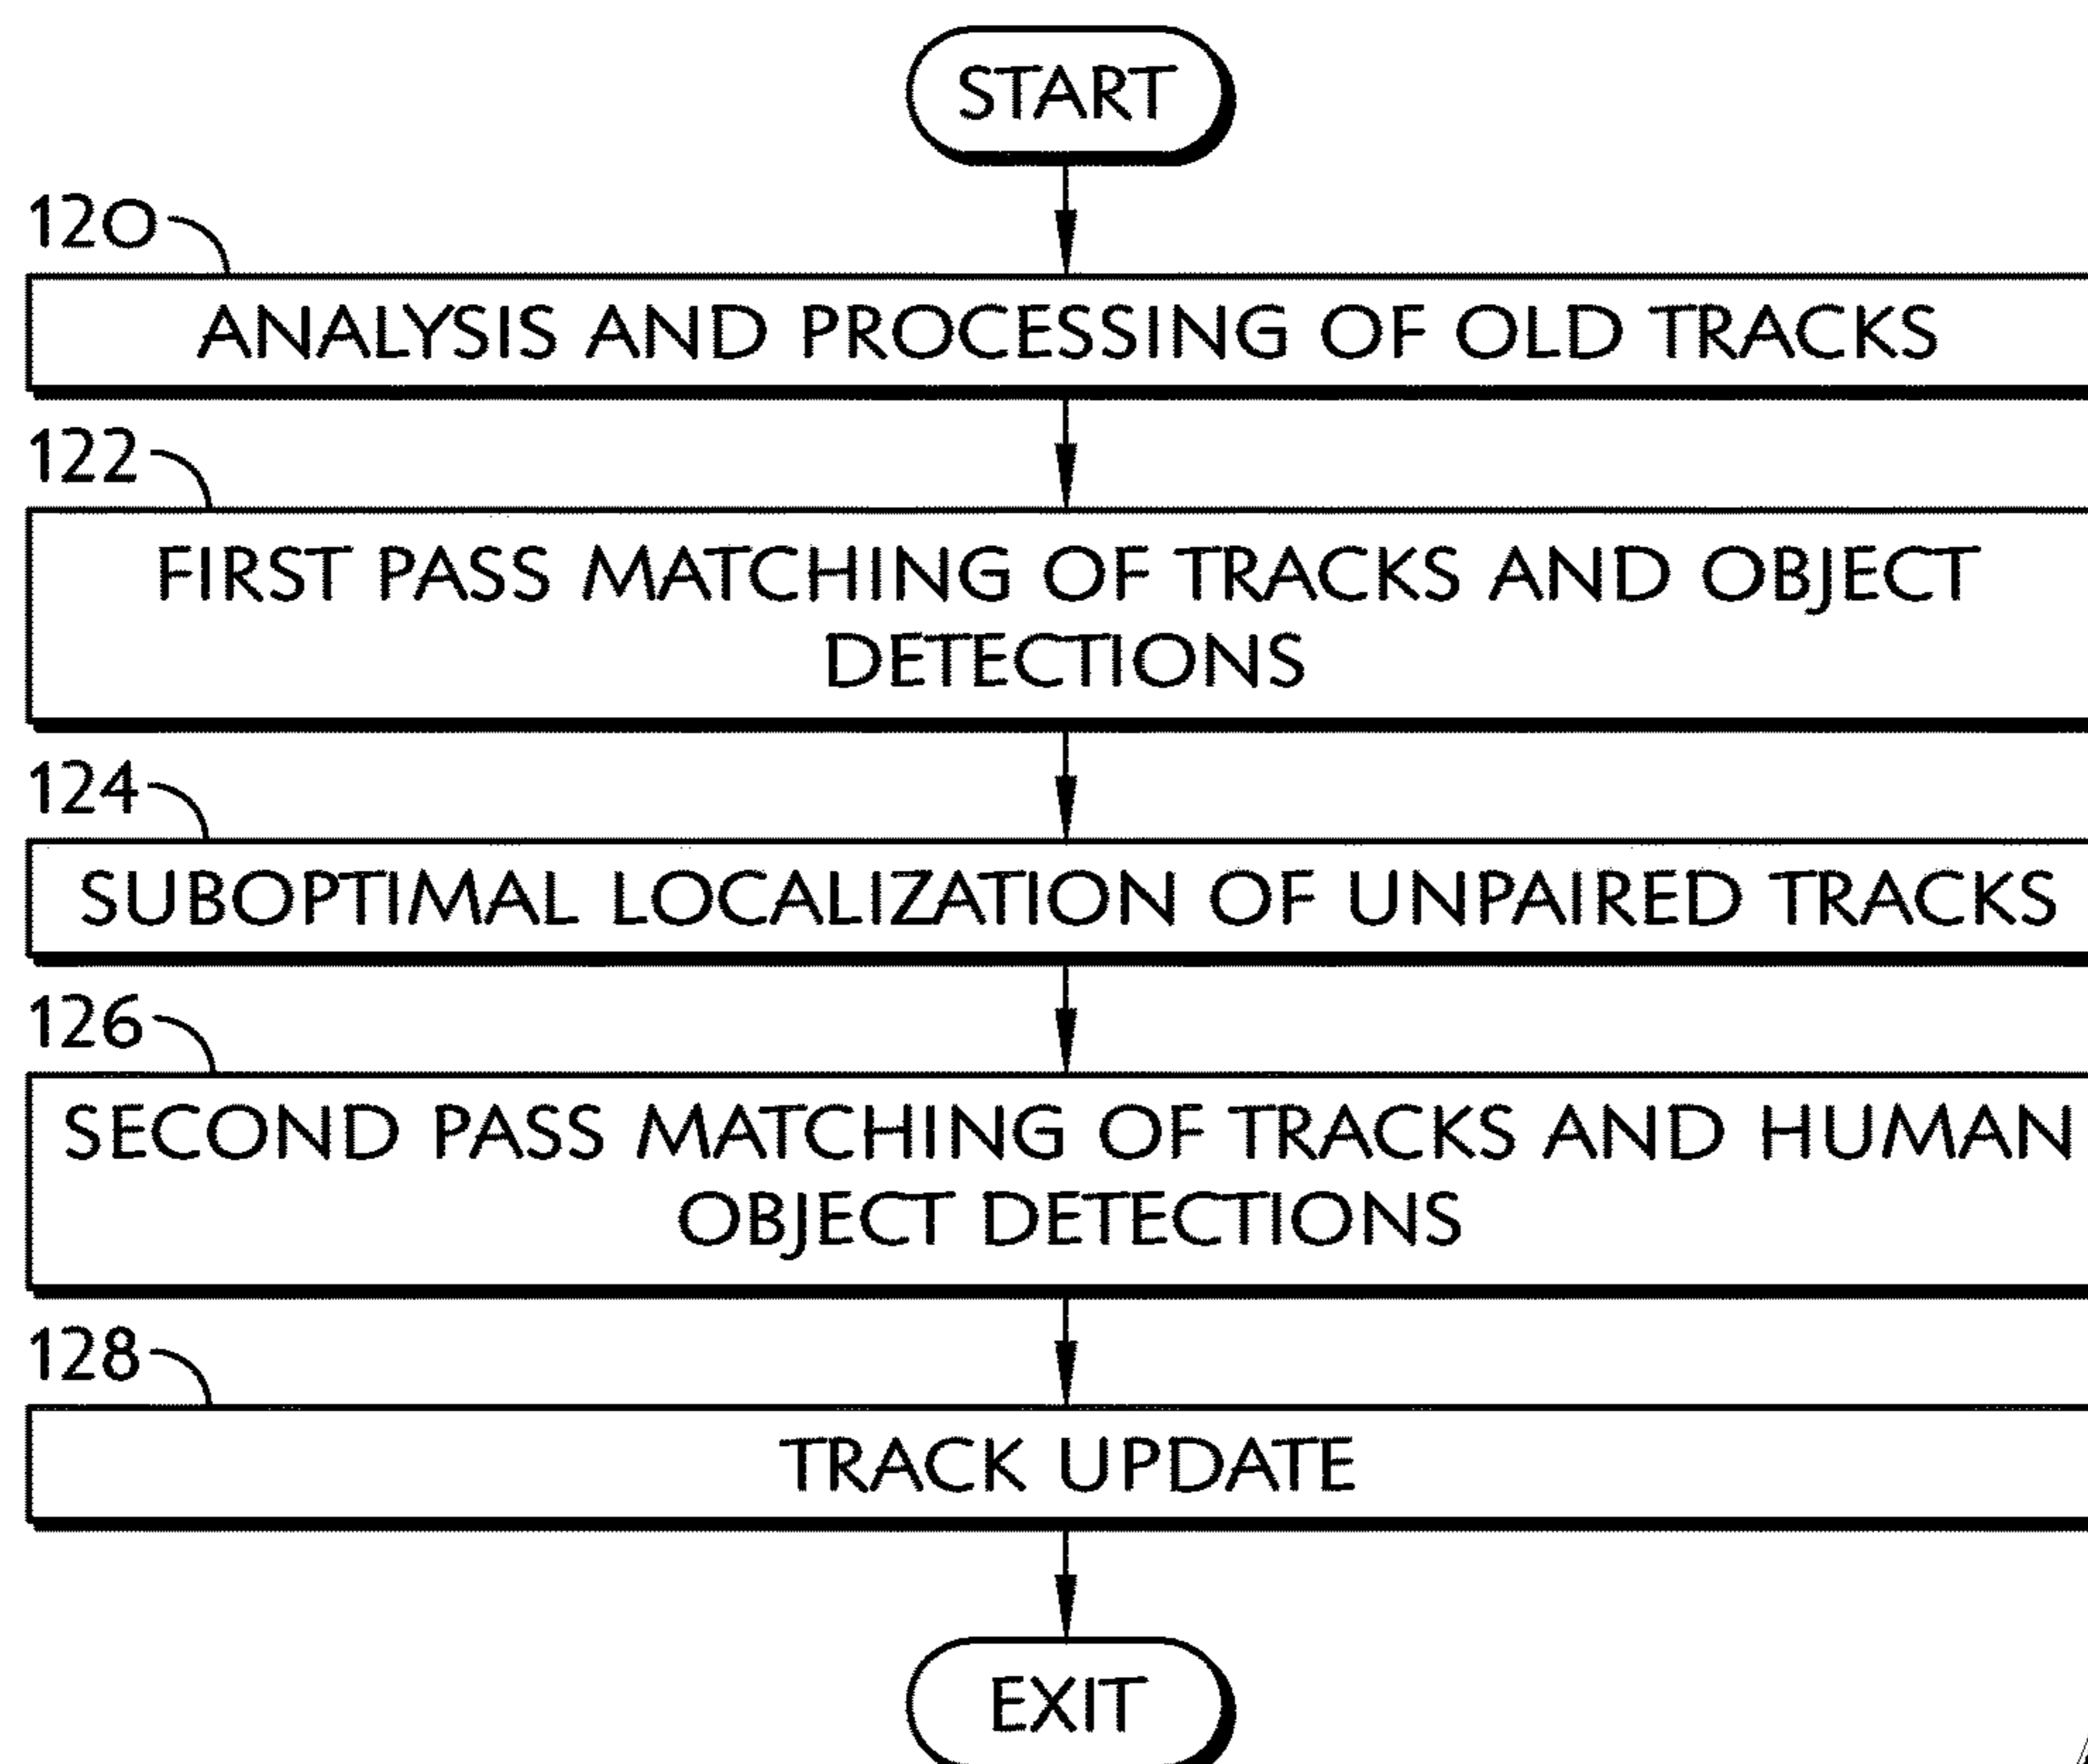 START
120
ANALYSIS AND PROCESSING OF OLD TRACKS
122
FIRST PASS MATCHING OF TRACKS AND OBJECT
DETECTIONS
124
SUBOPTIMAL LOCALIZATION OF UNPAIRED TRACKS
126
SECOND PASS MATCHING OF TRACKS AND HUMAN
OBJECT DETECTIONS
128
TRACK UPDATE
EXIT